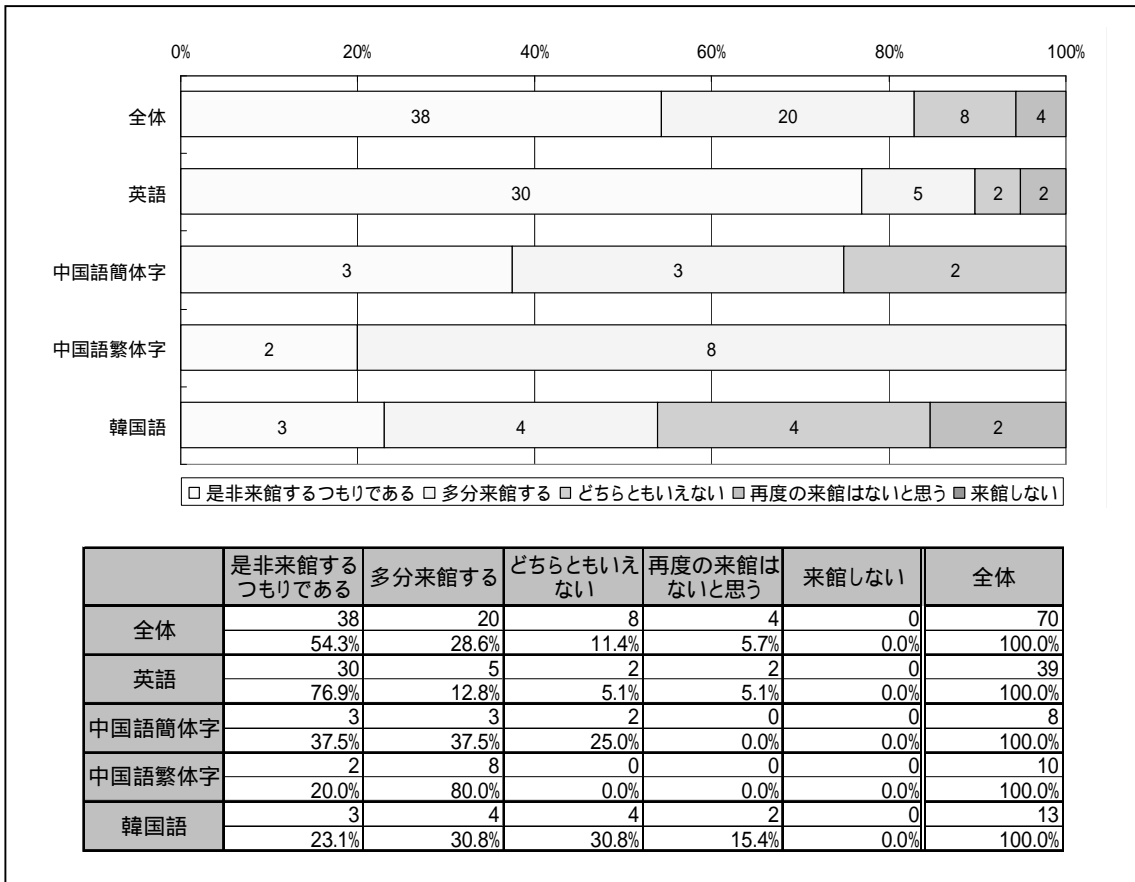 0% 20% 40% 60% 80% 100%
全体 38 20 8 4
英語 30 5 2 2
中国語簡体字 3 3 2
中国語繁体字 2 8
韓国語 3 4 4 2
是非来館するつもりである 多分来館する どちらともいえない 再度の来館はないと思う 来館しない
是非来館する どちらともいえ 再度の来館は
多分来館する 来館しない 全体
つもりである ない ないと思う
38 20 8 4 0 70
全体
54.3% 28.6% 11.4% 5.7% 0.0% 100.0%
30 5 2 2 0 39
英語
76.9% 12.8% 5.1% 5.1% 0.0% 100.0%
3 3 2 0 0 8
中国語簡体字
37.5% 37.5% 25.0% 0.0% 0.0% 100.0%
2 8 0 0 0 10
中国語繁体字
20.0% 80.0% 0.0% 0.0% 0.0% 100.0%
3 4 4 2 0 13
韓国語
23.1% 30.8% 30.8% 15.4% 0.0% 100.0%